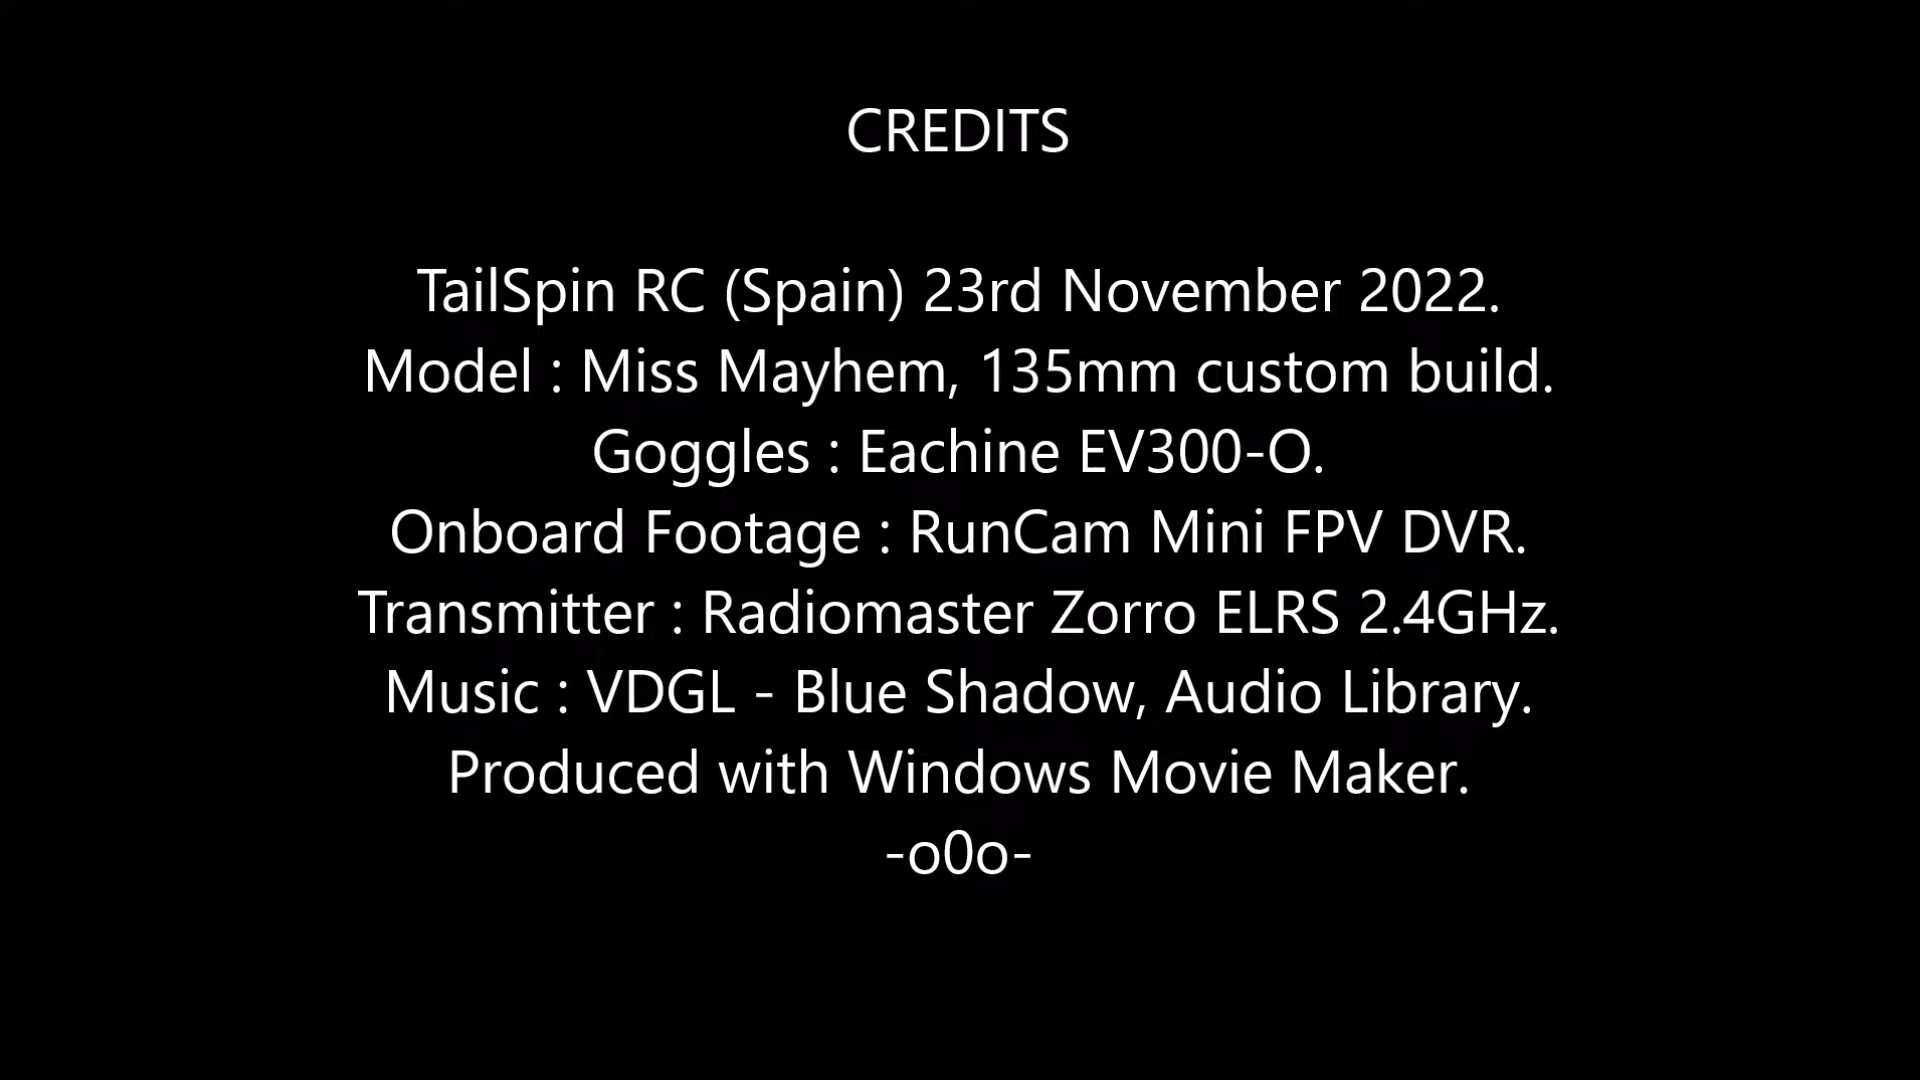 CREDITS
TailSpin RC (Spain) 23rd November 2022.
Model : Miss Mayhem, 135mm custom build.
Goggles : Eachine EV300-O.
Onboard Footage : RunCam Mini FPV DVR.
Transmitter : Radiomaster Zorro ELRS 2.4GHz.
Music : VDGL - Blue Shadow, Audio Library.
Produced with Windows Movie Maker.
-o0o-